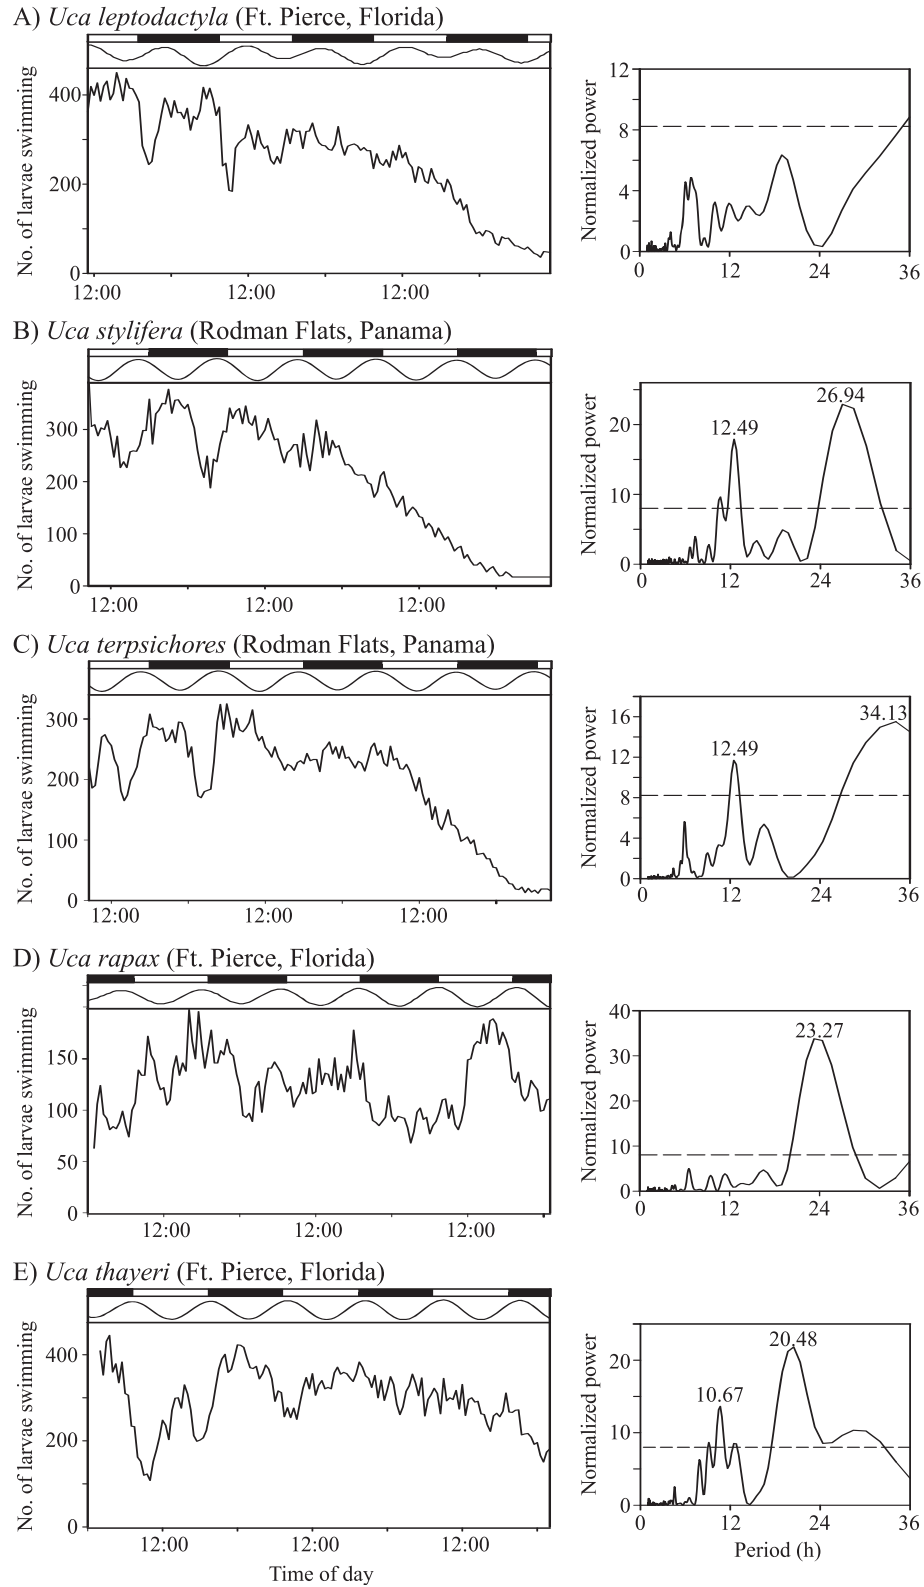 A) Uca leptodactyla (Ft. Pierce, Florida)
No. of larvae swimming
400
200
0
12:00 12:00 12:00
Normalized power
12
8
4
0
0 12 24 36
B) Uca stylifera (Rodman Flats, Panama)
No. of larvae swimming
300
200
100
0
12:00 12:00 12:00
Normalized power
20
10
0
12.49
26.94
0 12 24 36
C) Uca terpsichores (Rodman Flats, Panama)
No. of larvae swimming
300
200
100
0
12:00 12:00 12:00
Normalized power
16
12
8
4
0
12.49
34.13
0 12 24 36
D) Uca rapax (Ft. Pierce, Florida)
No. of larvae swimming
150
100
50
0
12:00 12:00 12:00
Normalized power
40
30
20
10
0
23.27
0 12 24 36
E) Uca thayeri (Ft. Pierce, Florida)
No. of larvae swimming
400
200
0
12:00 12:00 12:00
Time of day
Normalized power
20
10
0
10.67
20.48
0 12 24 36
Period (h)